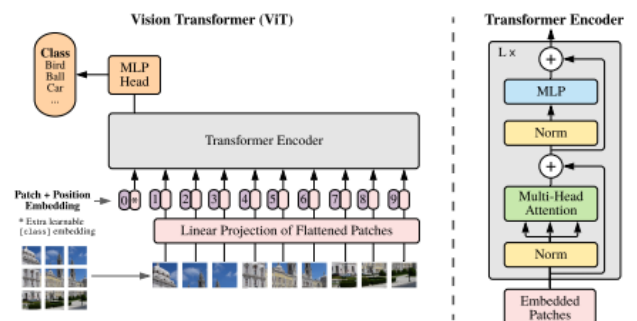 Vision Transformer (ViT)
Class
Bird
Ball
Car
...
MLP
Head
Transformer Encoder
Patch + Position
Embedding
0 * 1 2 3 4 5 6 7 8 9
* Extra learnable
[class] embedding
Linear Projection of Flattened Patches
Transformer Encoder
L ×
+
MLP
Norm
+
Multi-Head
Attention
Norm
Embedded
Patches